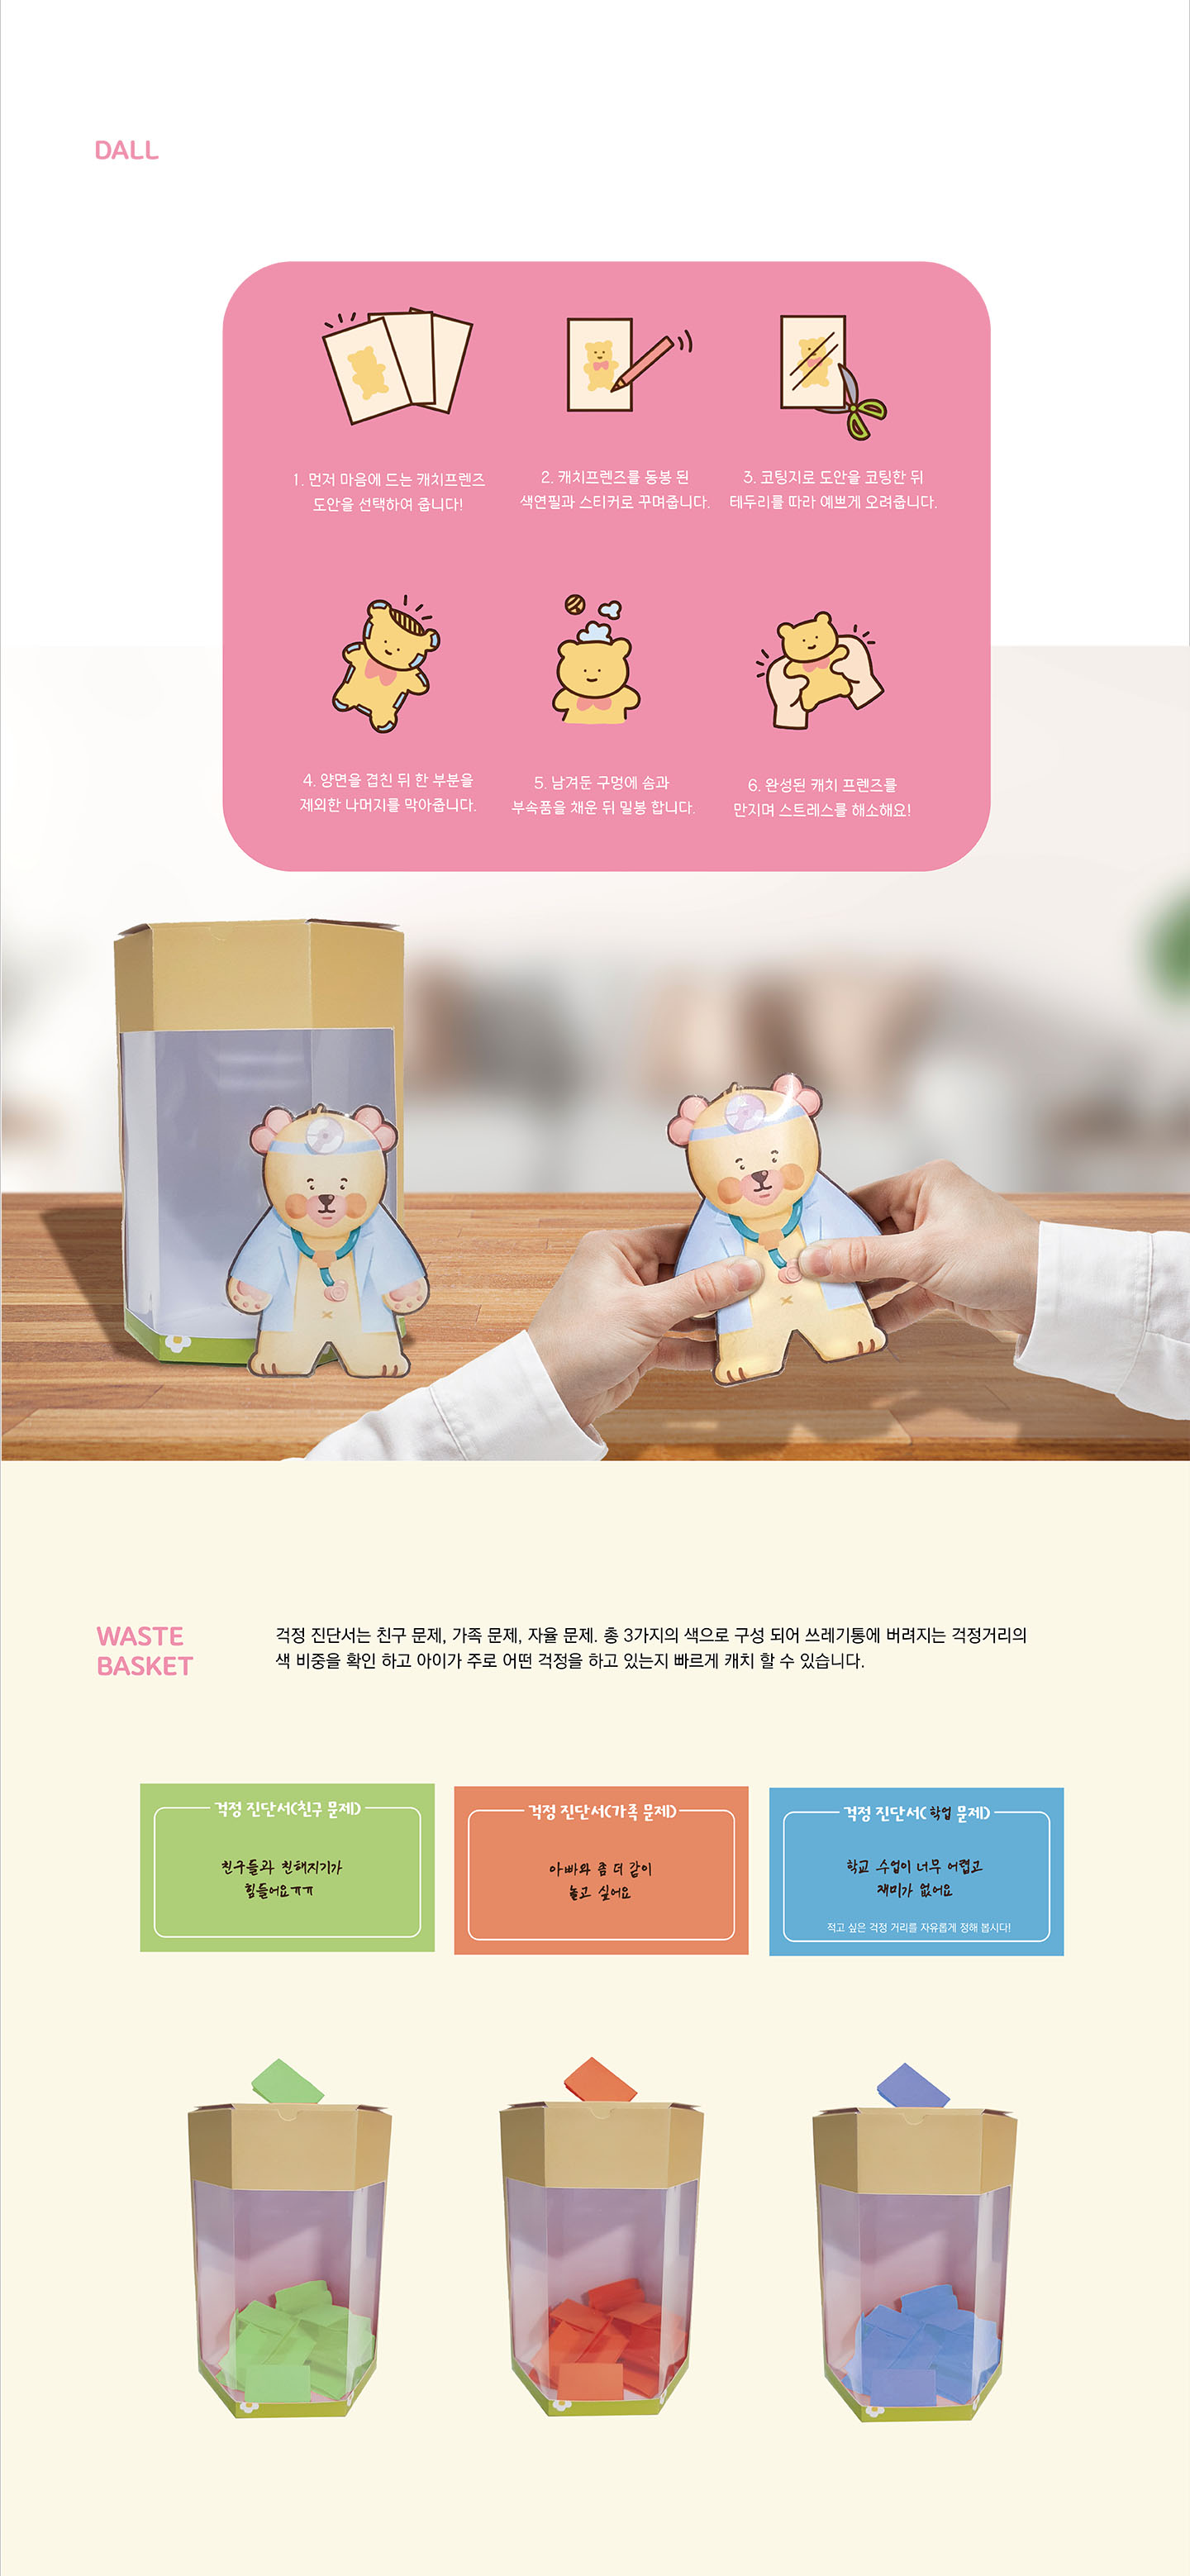 DALL
1. 먼저 마음에 드는 캐치프렌즈
도안을 선택하여 줍니다!
2. 캐치프렌즈를 동봉 된
색연필과 스티커로 꾸며줍니다.
3. 코팅지로 도안을 코팅한 뒤
테두리를 따라 예쁘게 오려줍니다.
4. 양면을 겹친 뒤 한 부분을
제외한 나머지를 막아줍니다.
5. 남겨둔 구멍에 솜과
부속품을 채운 뒤 밀봉 합니다.
6. 완성된 캐치 프렌즈를
만지며 스트레스를 해소해요!
WASTE
BASKET
걱정 진단서는 친구 문제, 가족 문제, 자율 문제. 총 3가지의 색으로 구성 되어 쓰레기통에 버려지는 걱정거리의
색 비중을 확인 하고 아이가 주로 어떤 걱정을 하고 있는지 빠르게 캐치 할 수 있습니다.
걱정 진단서(친구 문제)
친구들과 친해지기가
힘들어요ㅠㅠ
걱정 진단서(가족 문제)
아빠와 좀 더 같이
놀고 싶어요
걱정 진단서( 학업 문제)
학교 수업이 너무 어렵고
재미가 없어요
적고 싶은 걱정 거리를 자유롭게 정해 봅시다!